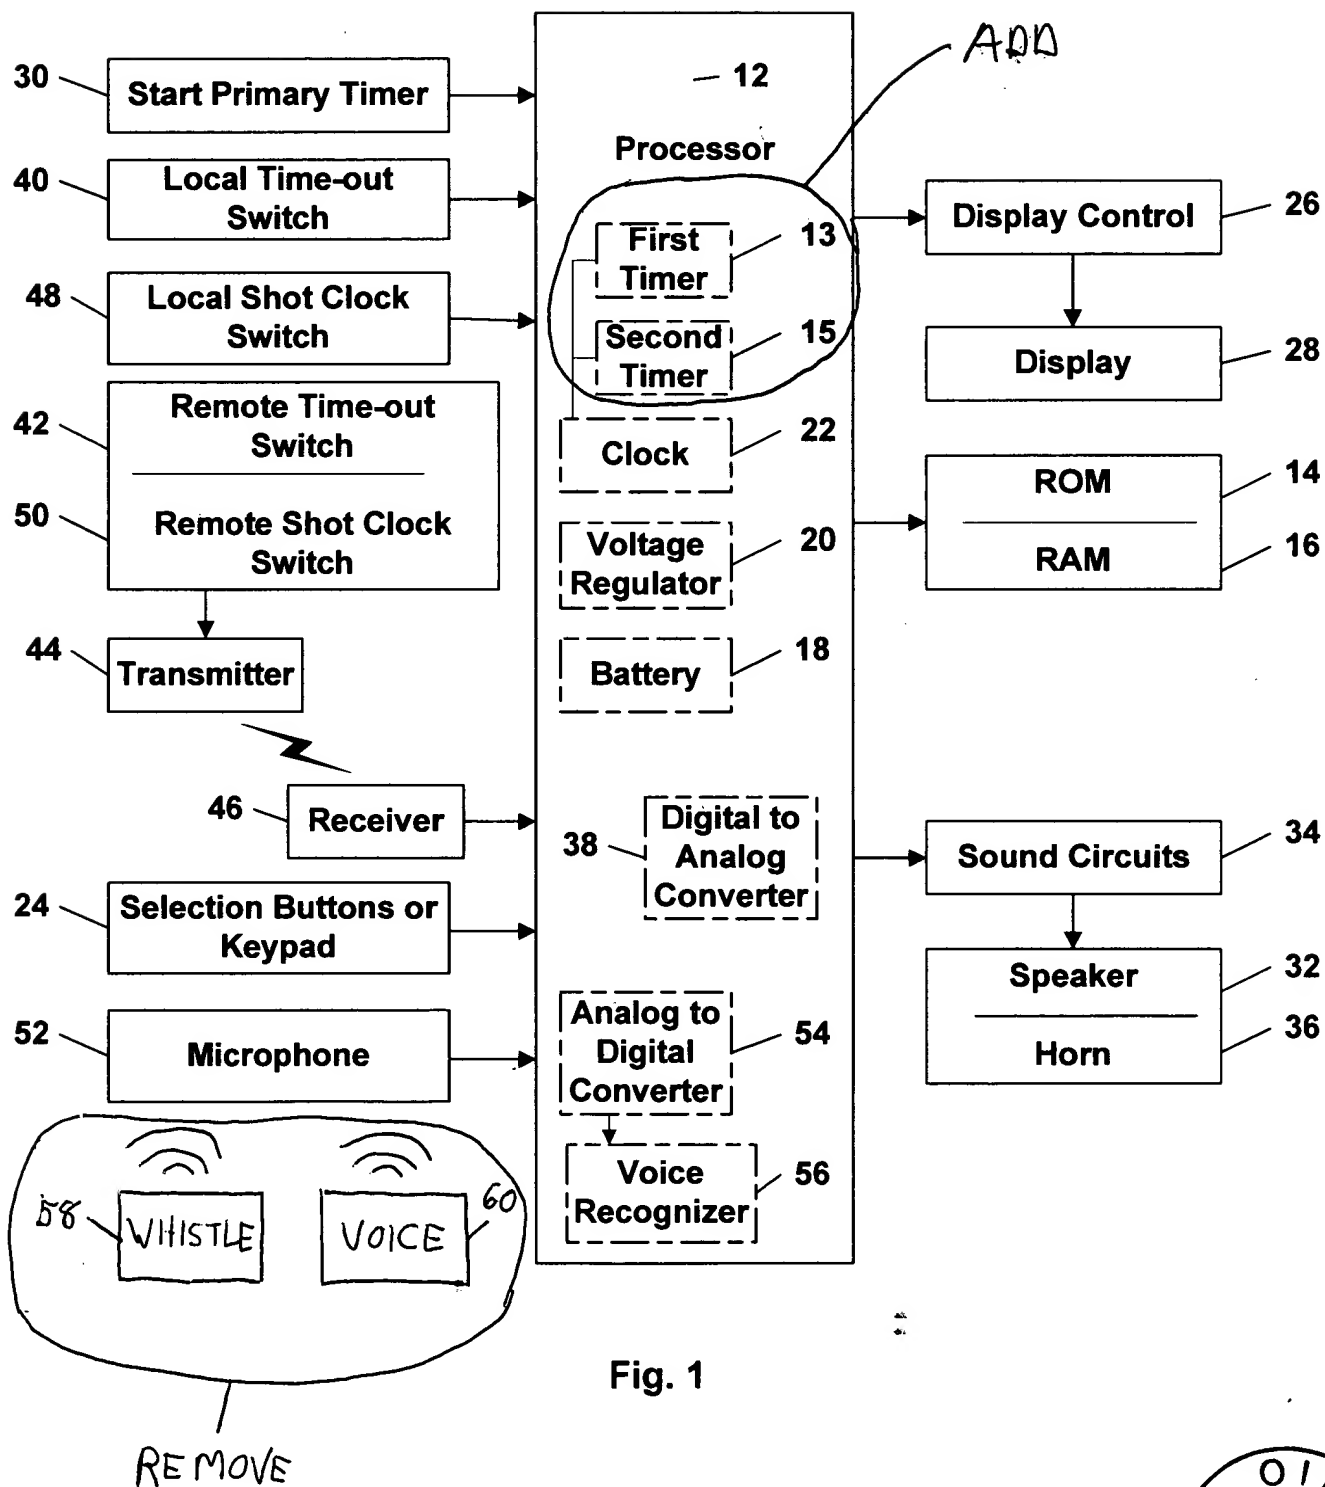 ADD
12
Processor
30
Start Primary Timer
40
Local Time-out
Switch
48
Local Shot Clock
Switch
42
Remote Time-out
Switch
50
Remote Shot Clock
Switch
44
Transmitter
46
Receiver
24
Selection Buttons or
Keypad
52
Microphone
58
WHISTLE
VOICE
60
REMOVE
First
Timer
13
Second
Timer
15
Clock
22
Voltage
Regulator
20
Battery
18
38
Digital to
Analog
Converter
Analog to
Digital
Converter
54
Voice
Recognizer
56
Display Control
26
Display
28
ROM
14
RAM
16
Sound Circuits
34
Speaker
32
Horn
36
Fig. 1